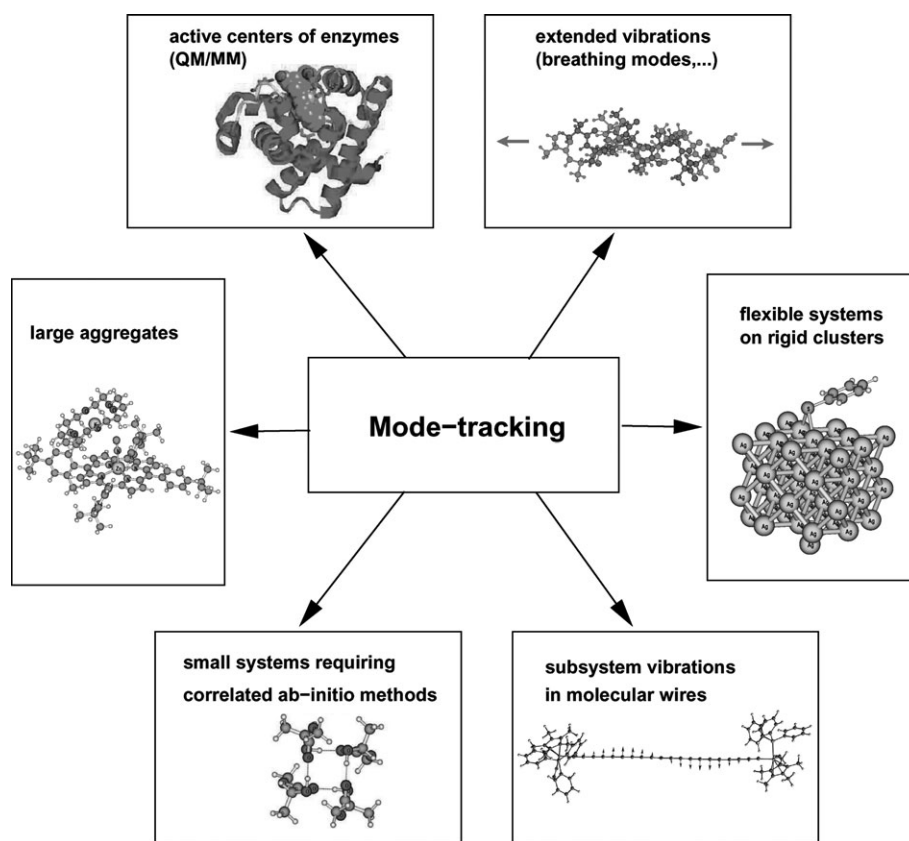 active centers of enzymes
(QM/MM)
extended vibrations
(breathing modes,...)
large aggregates
Mode−tracking
flexible systems
on rigid clusters
small systems requiring
correlated ab−initio methods
subsystem vibrations
in molecular wires